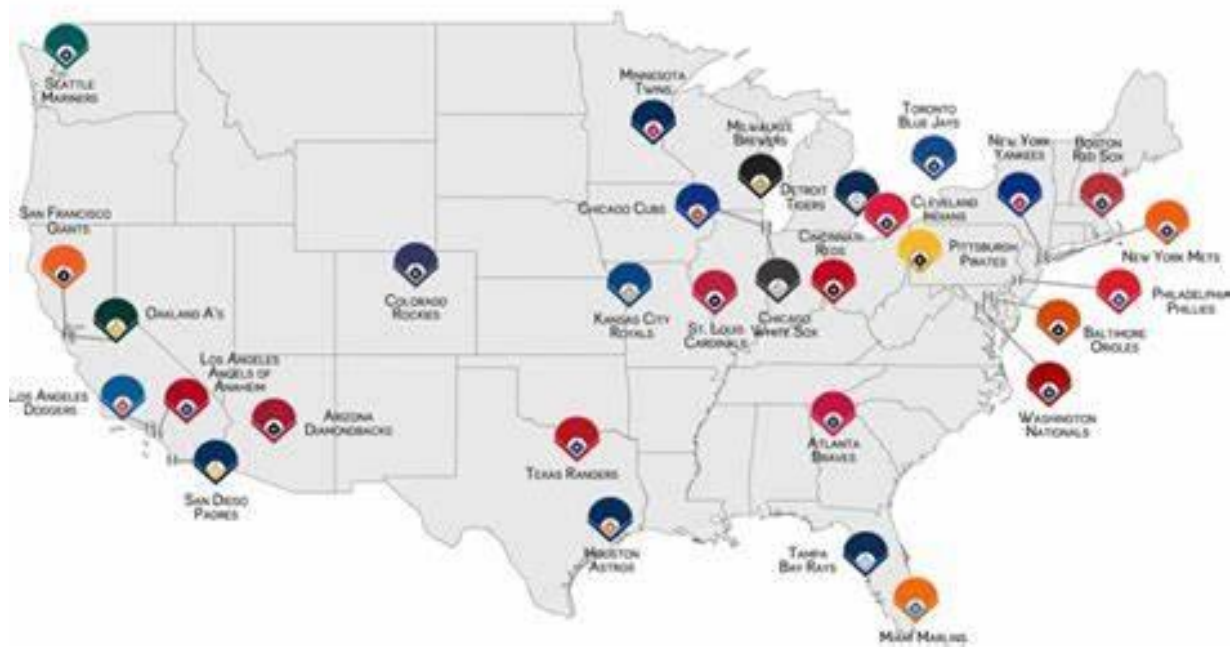 Seattle
Mariners
Minnesota
Twins
Milwaukee
Brewers
Toronto
Blue Jays
New York
Yankees
Boston
Red Sox
San Francisco
Giants
Chicago Cubs
Detroit
Tiders
Cleveland
Indians
Cincinnati
Reds
Pittsburgh
Pirates
New York Mets
Oakland A's
Colorado
Rockies
Kansas City
Royals
St. Louis
Cardinals
Chicago
White Sox
Philadelphia
Phillies
Baltimore
Orioles
Los Angeles
Angels of
Anaheim
Los Angeles
Dodgers
Arizona
Diamondbacks
Washington
Nationals
Atlanta
Braves
Texas Rangers
San Diego
Padres
Houston
Astros
Tampa
Bay Rays
Miami Marlins